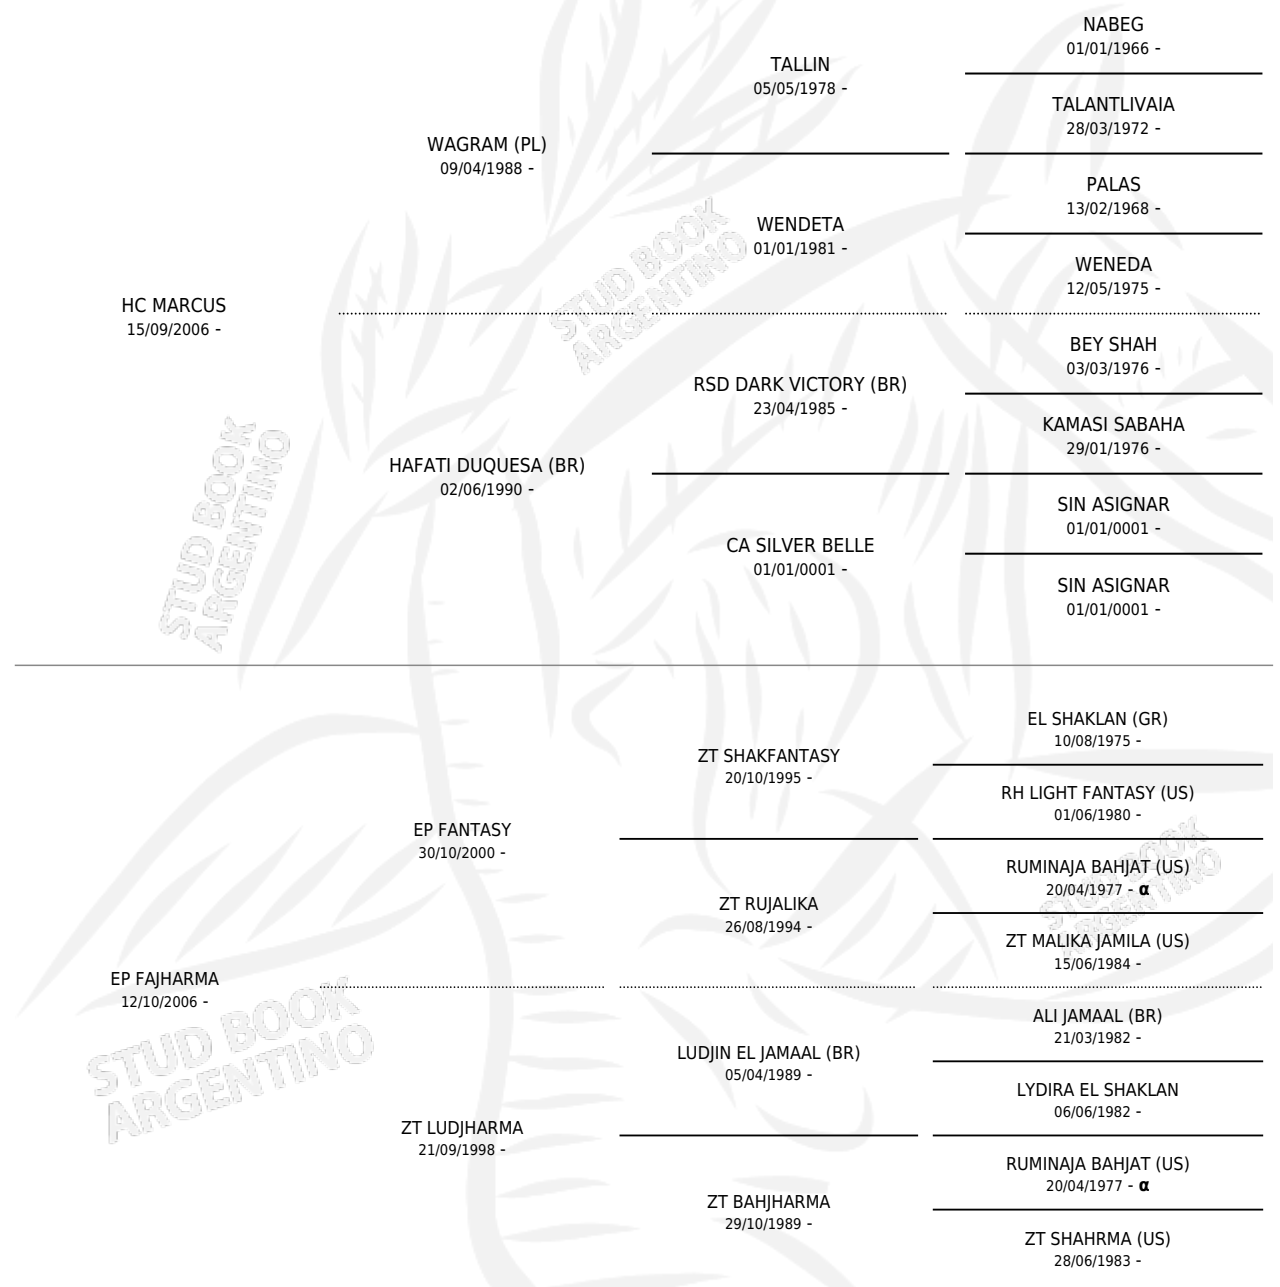 NABEG
01/01/1966 -
TALLIN
05/05/1978 -
TALANTLIVAIA
28/03/1972 -
WAGRAM (PL)
09/04/1988 -
PALAS
13/02/1968 -
WENDETA
01/01/1981 -
WENEDA
12/05/1975 -
HC MARCUS
15/09/2006 -
BEY SHAH
03/03/1976 -
RSD DARK VICTORY (BR)
23/04/1985 -
KAMASI SABAHA
29/01/1976 -
HAFATI DUQUESA (BR)
02/06/1990 -
SIN ASIGNAR
01/01/0001 -
CA SILVER BELLE
01/01/0001 -
SIN ASIGNAR
01/01/0001 -
STUD BOOK
ARGENTINO
STUD BOOK
ARGENTINO
EL SHAKLAN (GR)
10/08/1975 -
ZT SHAKFANTASY
20/10/1995 -
RH LIGHT FANTASY (US)
01/06/1980 -
EP FANTASY
30/10/2000 -
RUMINAJA BAHJAT (US)
20/04/1977 - α
ZT RUJALIKA
26/08/1994 -
ZT MALIKA JAMILA (US)
15/06/1984 -
EP FAJHARMA
12/10/2006 -
ALI JAMAAL (BR)
21/03/1982 -
LUDJIN EL JAMAAL (BR)
05/04/1989 -
LYDIRA EL SHAKLAN
06/06/1982 -
ZT LUDJHARMA
21/09/1998 -
RUMINAJA BAHJAT (US)
20/04/1977 - α
ZT BAHJHARMA
29/10/1989 -
ZT SHAHRMA (US)
28/06/1983 -
STUD BOOK
ARGENTINO
STUD BOOK
ARGENTINO